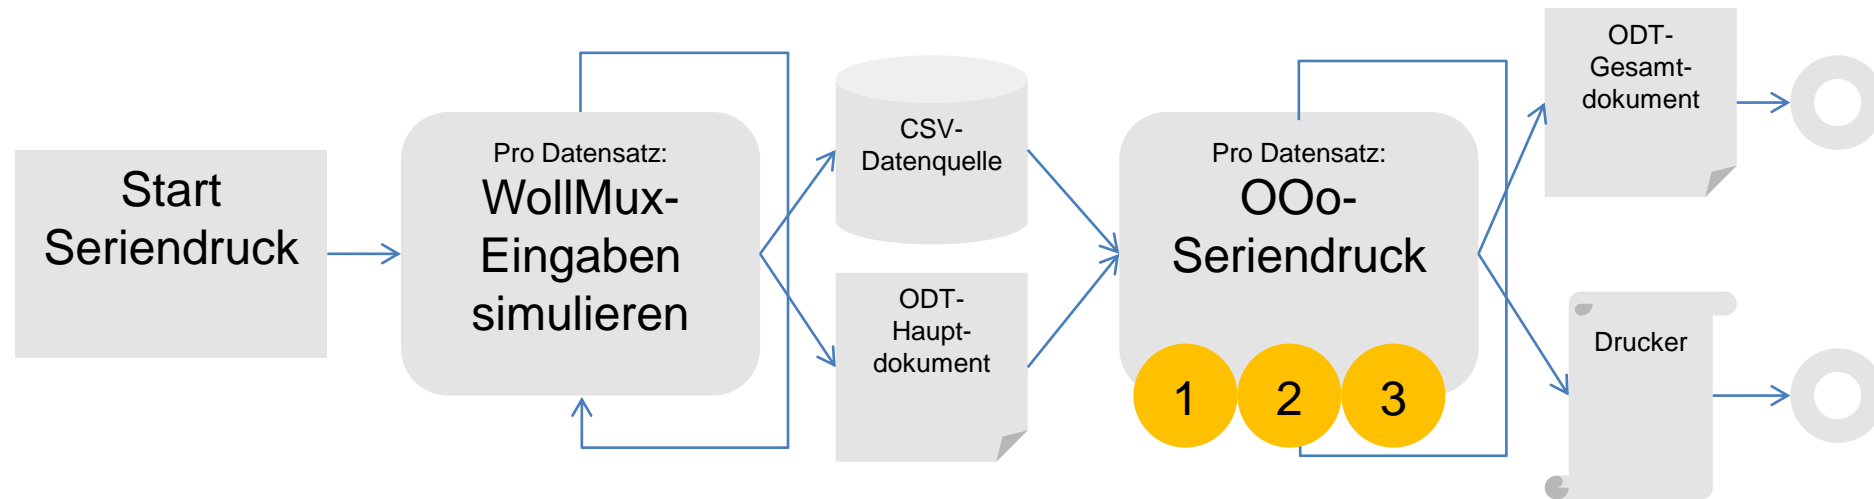 Start
Seriendruck
Pro Datensatz:
WollMux-
Eingaben
simulieren
CSV-
Datenquelle
ODT-
Haupt-
dokument
Pro Datensatz:
OOo-
Seriendruck
1
2
3
ODT-
Gesamt-
dokument
Drucker